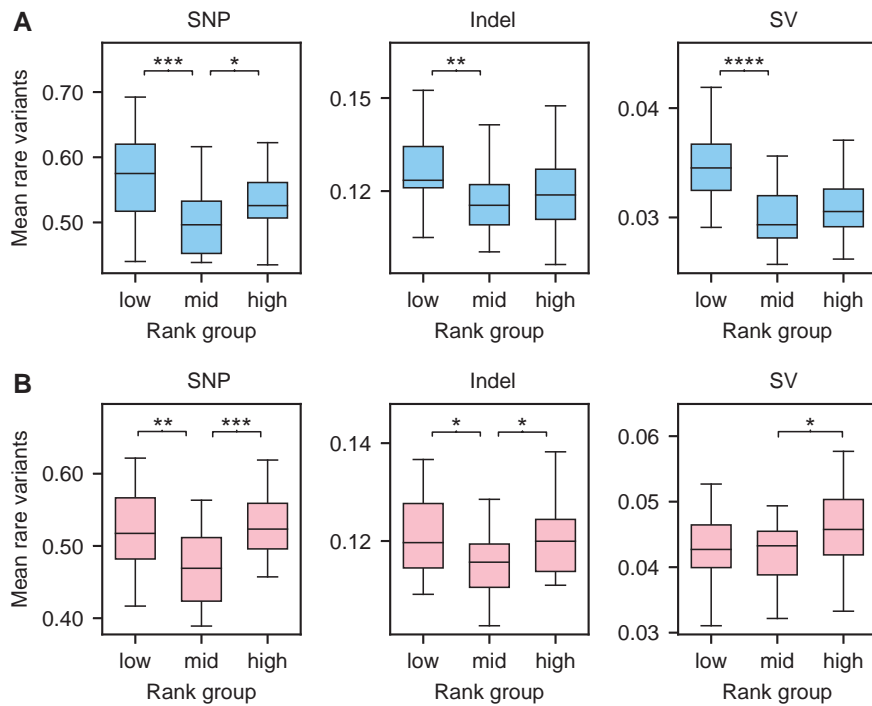 A
SNP
Indel
SV
Mean rare variants
0.70
0.60
0.50
*** *
low mid high
Rank group
0.15
0.12
**
low mid high
Rank group
0.04
0.03
****
low mid high
Rank group
B
SNP
Indel
SV
Mean rare variants
0.60
0.50
0.40
** ***
low mid high
Rank group
0.14
0.12
* *
low mid high
Rank group
0.06
0.05
0.04
0.03
*
low mid high
Rank group